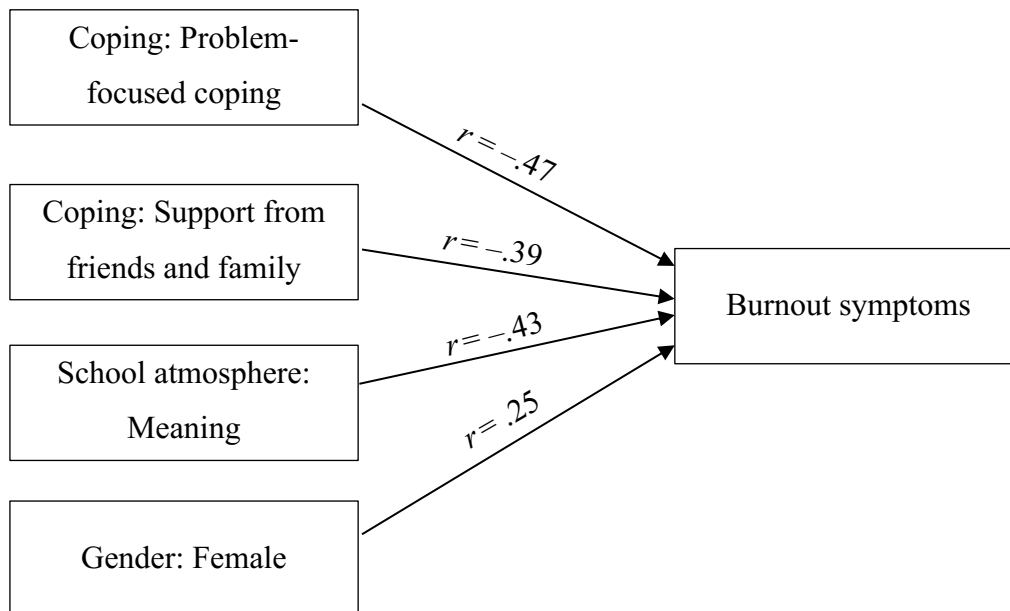 Coping: Problem-
focused coping
r = –.47
Coping: Support from
friends and family
r = –.39
Burnout symptoms
School atmosphere:
Meaning
r = –.43
Gender: Female
r = .25